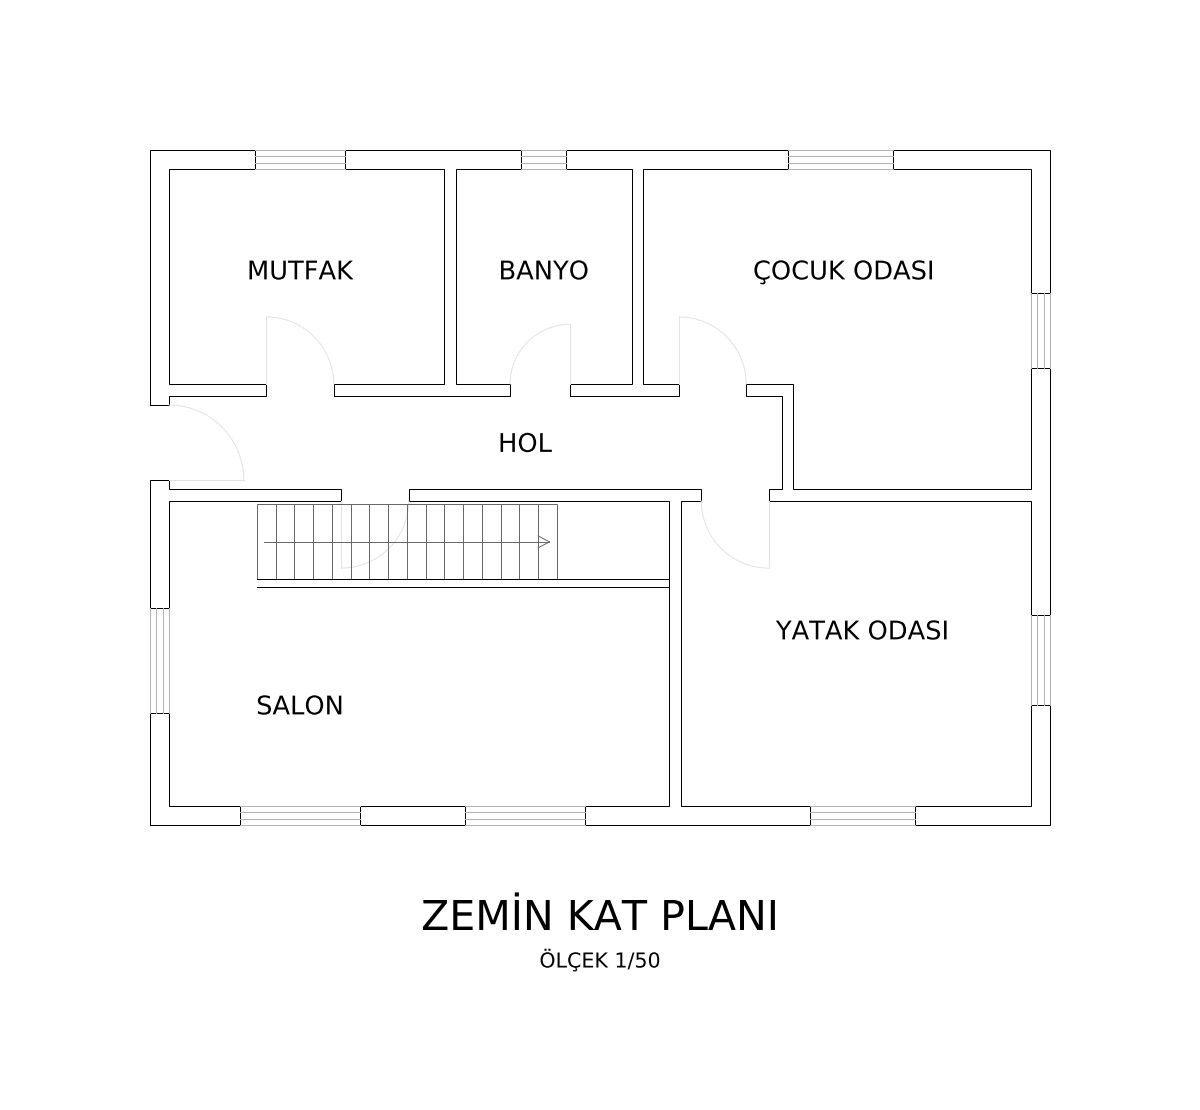 MUTFAK
BANYO
ÇOCUK ODASI
HOL
YATAK ODASI
SALON
ZEMİN KAT PLANI
ÖLÇEK 1/50